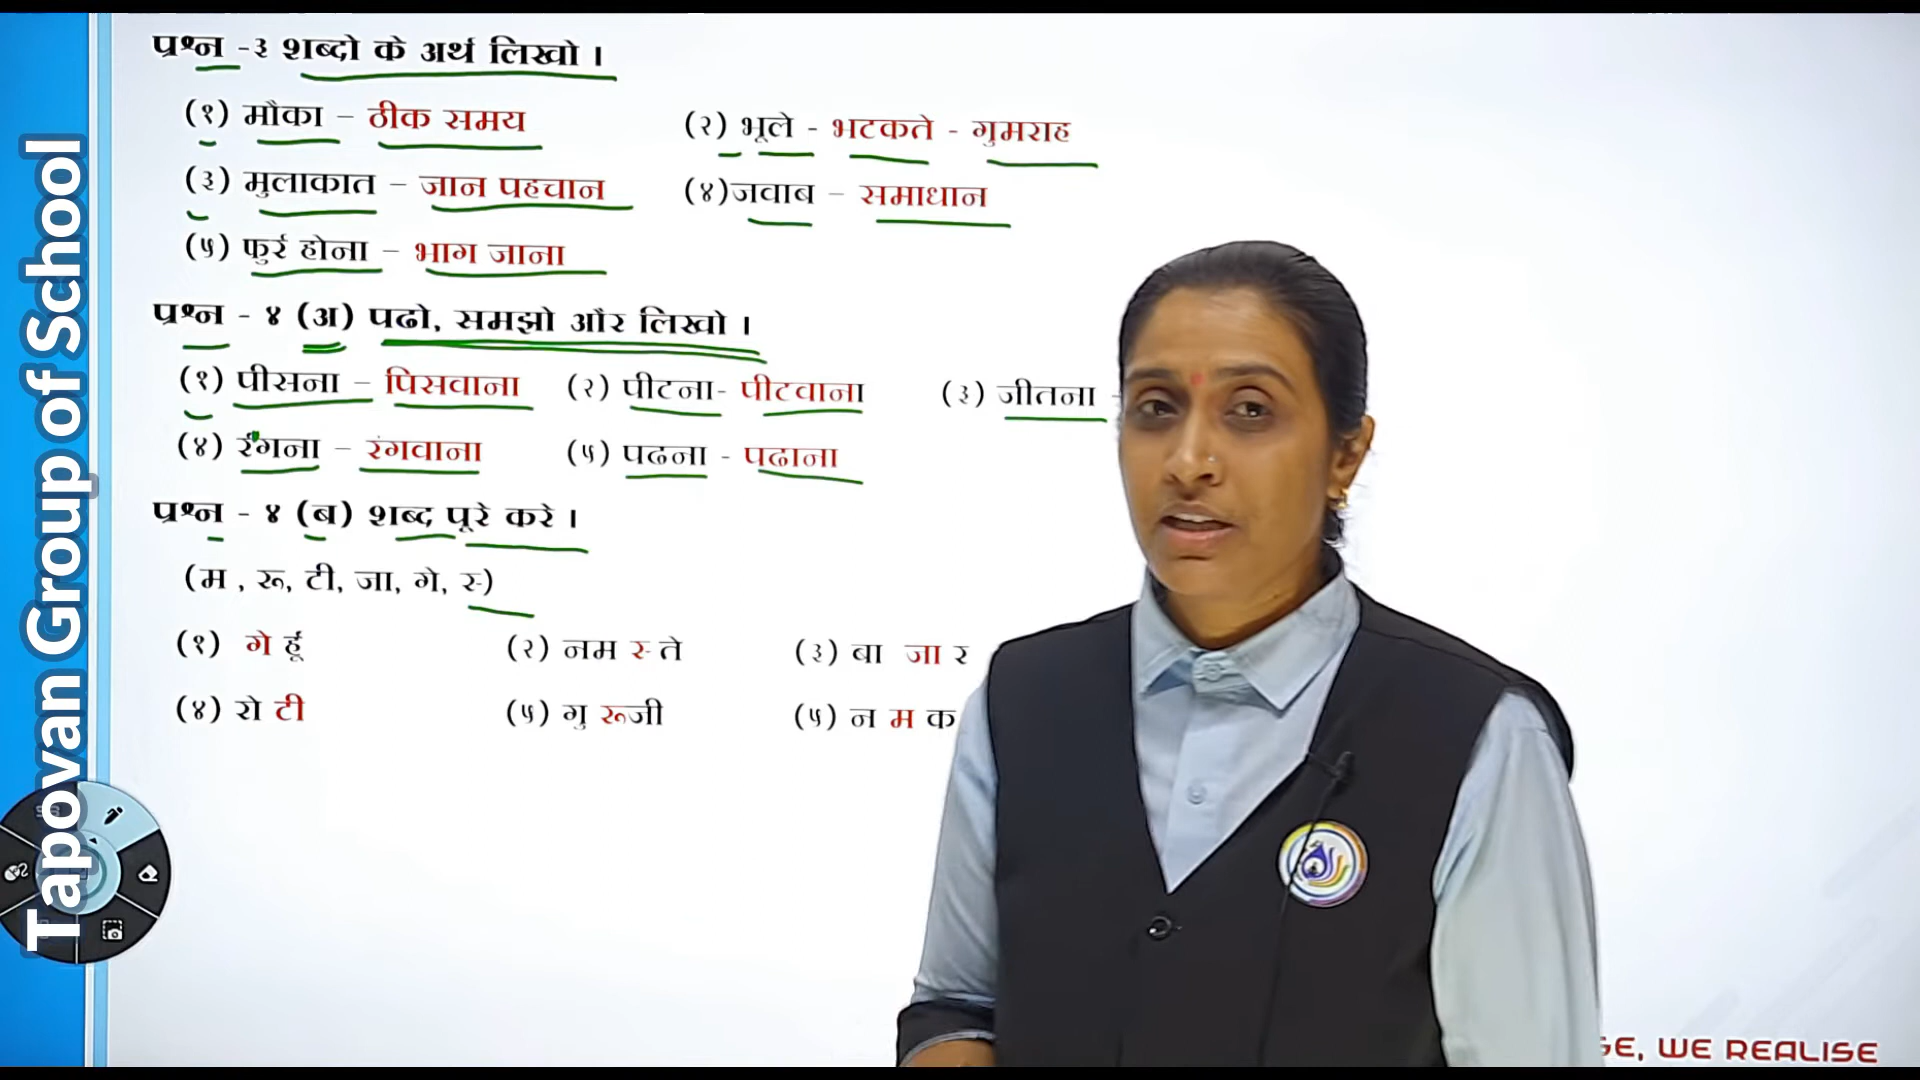 प्रश्न -३ शब्दो के अर्थ लिखो ।
(१) मौका – ठीक समय (२) भूले - भटकते - गुमराह
(३) मुलाकात – जान पहचान (४)जवाब – समाधान
(५) फुर्र होना – भाग जाना
प्रश्न - ४ (अ) पढो, समझो और लिखो ।
(१) पीसना – पिसवाना (२) पीटना- पीटवाना (३) जीतना -
(४) रंगना – रंगवाना (५) पढना - पढाना
प्रश्न - ४ (ब) शब्द पूरे करे ।
(म , रू, टी, जा, गे, स्)
(१) गे हूँ (२) नम स् ते (३) बा जा र
(४) रो टी (५) गु रूजी (५) न म क
Tapovan Group of School
GE, WE REALISE